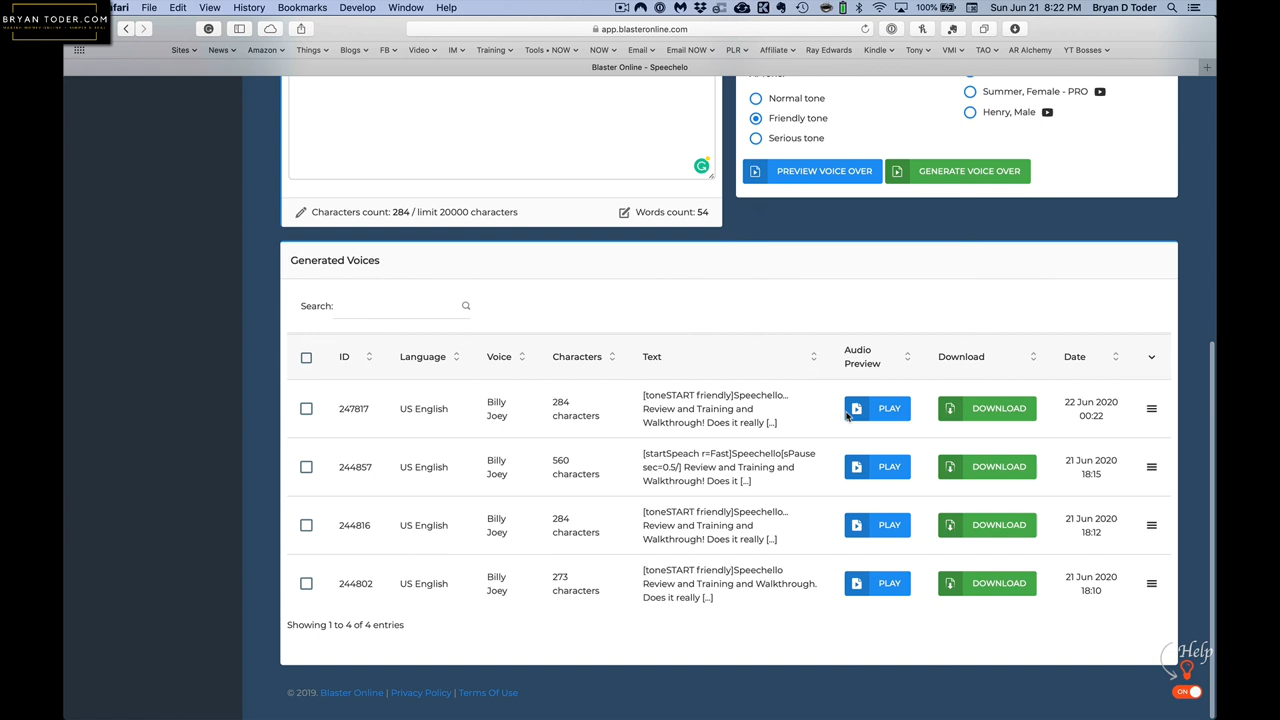 BRYAN TODER.COM
afari File Edit View History Bookmarks Develop Window Help
100% Sun Jun 21 8:22 PM Bryan D Toder
app.blasteronline.com
Sites News Amazon Things Blogs FB Video IM Training Tools • NOW NOW Email Email NOW PLR Affiliate Ray Edwards Kindle Tony VMI TAO AR Alchemy YT Bosses
Blaster Online - Speechelo
Summer, Female - PRO
Normal tone
Henry, Male
Friendly tone
Serious tone
PREVIEW VOICE OVER GENERATE VOICE OVER
Characters count: 284 / limit 20000 characters Words count: 54
Generated Voices
Search:
ID Language Voice Characters Text Audio Preview Download Date
247817 US English Billy Joey 284 characters [toneSTART friendly]Speechello...
Review and Training and
Walkthrough! Does it really [...] PLAY DOWNLOAD 22 Jun 2020 00:22
244857 US English Billy Joey 560 characters [startSpeach r=Fast]Speechello[sPause
sec=0.5/] Review and Training and
Walkthrough! Does it [...] PLAY DOWNLOAD 21 Jun 2020 18:15
244816 US English Billy Joey 284 characters [toneSTART friendly]Speechello...
Review and Training and
Walkthrough! Does it really [...] PLAY DOWNLOAD 21 Jun 2020 18:12
244802 US English Billy Joey 273 characters [toneSTART friendly]Speechello
Review and Training and Walkthrough.
Does it really [...] PLAY DOWNLOAD 21 Jun 2020 18:10
Showing 1 to 4 of 4 entries
Help
ON
© 2019. Blaster Online | Privacy Policy | Terms Of Use